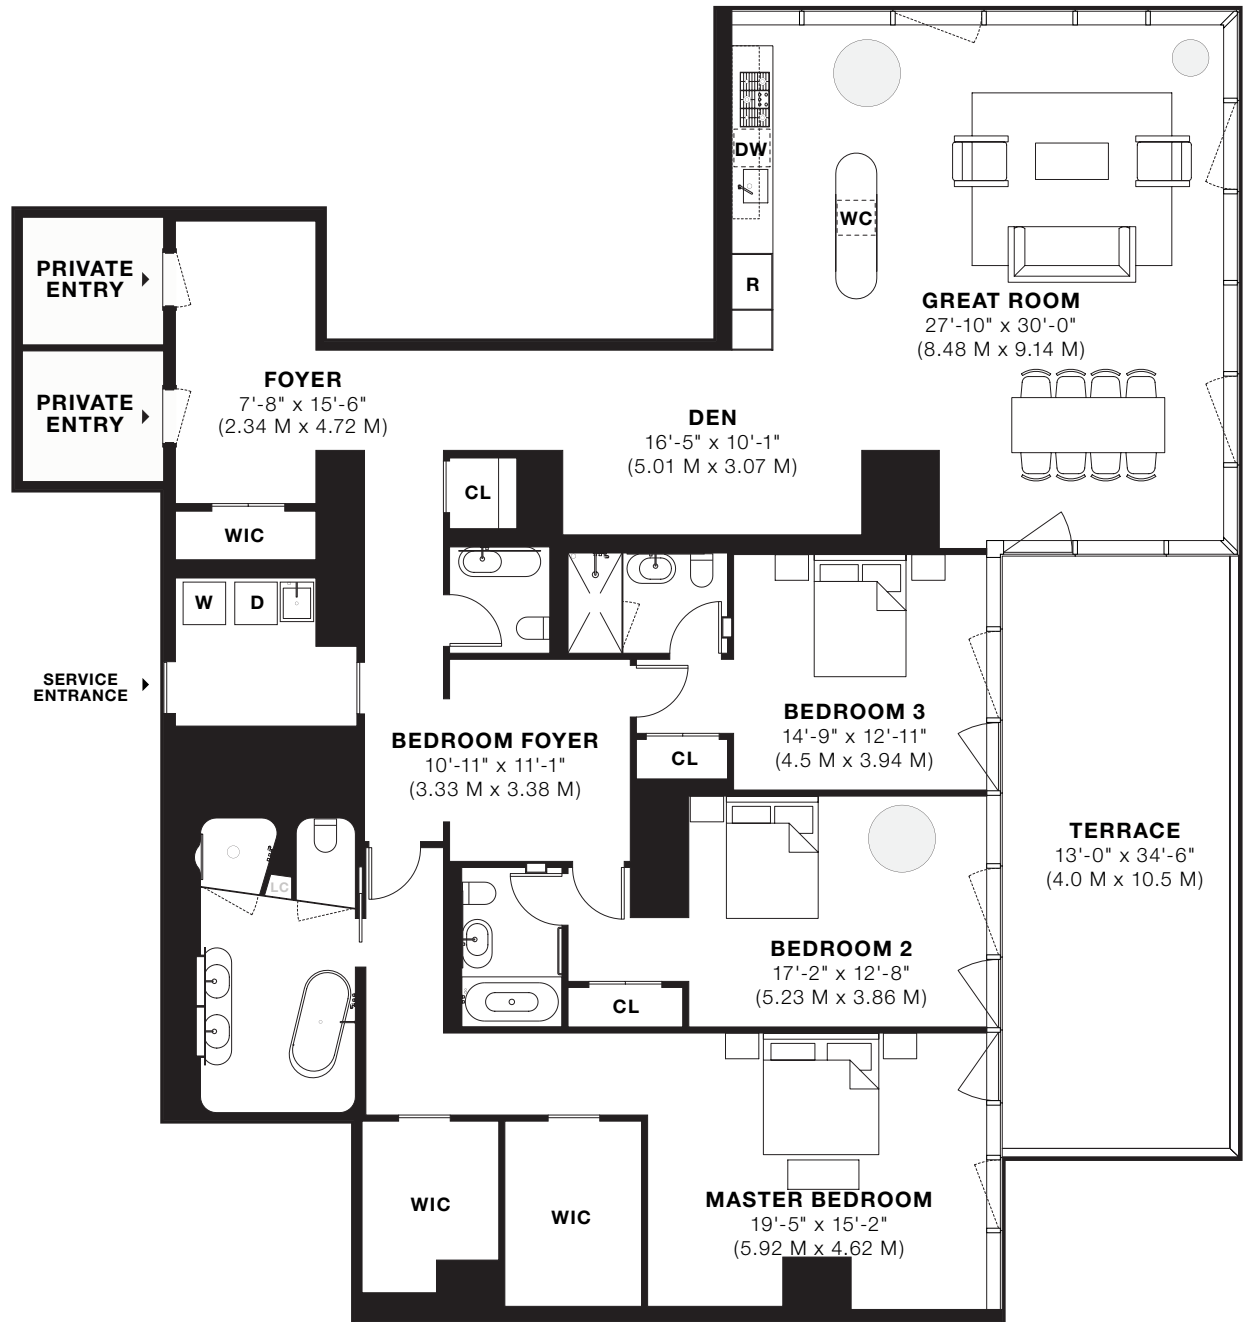 DW
WC
R
GREAT ROOM
27'-10" x 30'-0"
(8.48 M x 9.14 M)
PRIVATE
ENTRY
PRIVATE
ENTRY
FOYER
7'-8" x 15'-6"
(2.34 M x 4.72 M)
DEN
16'-5" x 10'-1"
(5.01 M x 3.07 M)
CL
WIC
W
D
SERVICE
ENTRANCE
BEDROOM FOYER
10'-11" x 11'-1"
(3.33 M x 3.38 M)
BEDROOM 3
14'-9" x 12'-11"
(4.5 M x 3.94 M)
CL
TERRACE
13'-0" x 34'-6"
(4.0 M x 10.5 M)
LC
BEDROOM 2
17'-2" x 12'-8"
(5.23 M x 3.86 M)
CL
WIC
WIC
MASTER BEDROOM
19'-5" x 15'-2"
(5.92 M x 4.62 M)